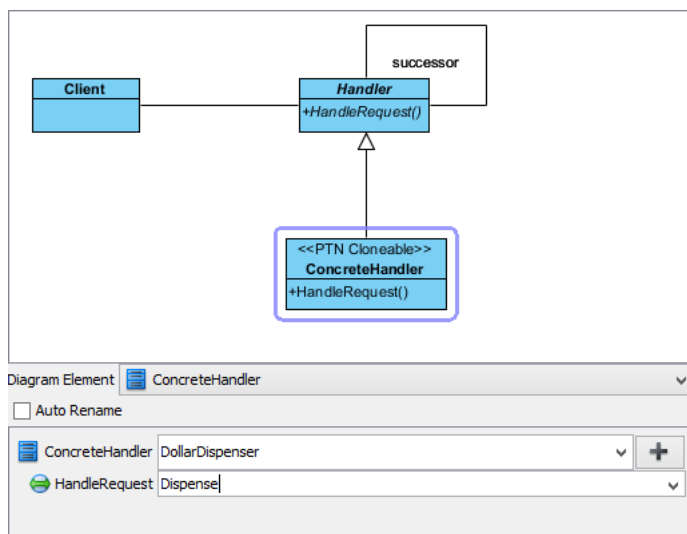 successor
Client
Handler
+HandleRequest()
<<PTN Cloneable>>
ConcreteHandler
+HandleRequest()
Diagram Element ConcreteHandler
Auto Rename
ConcreteHandler DollarDispenser
HandleRequest Dispense